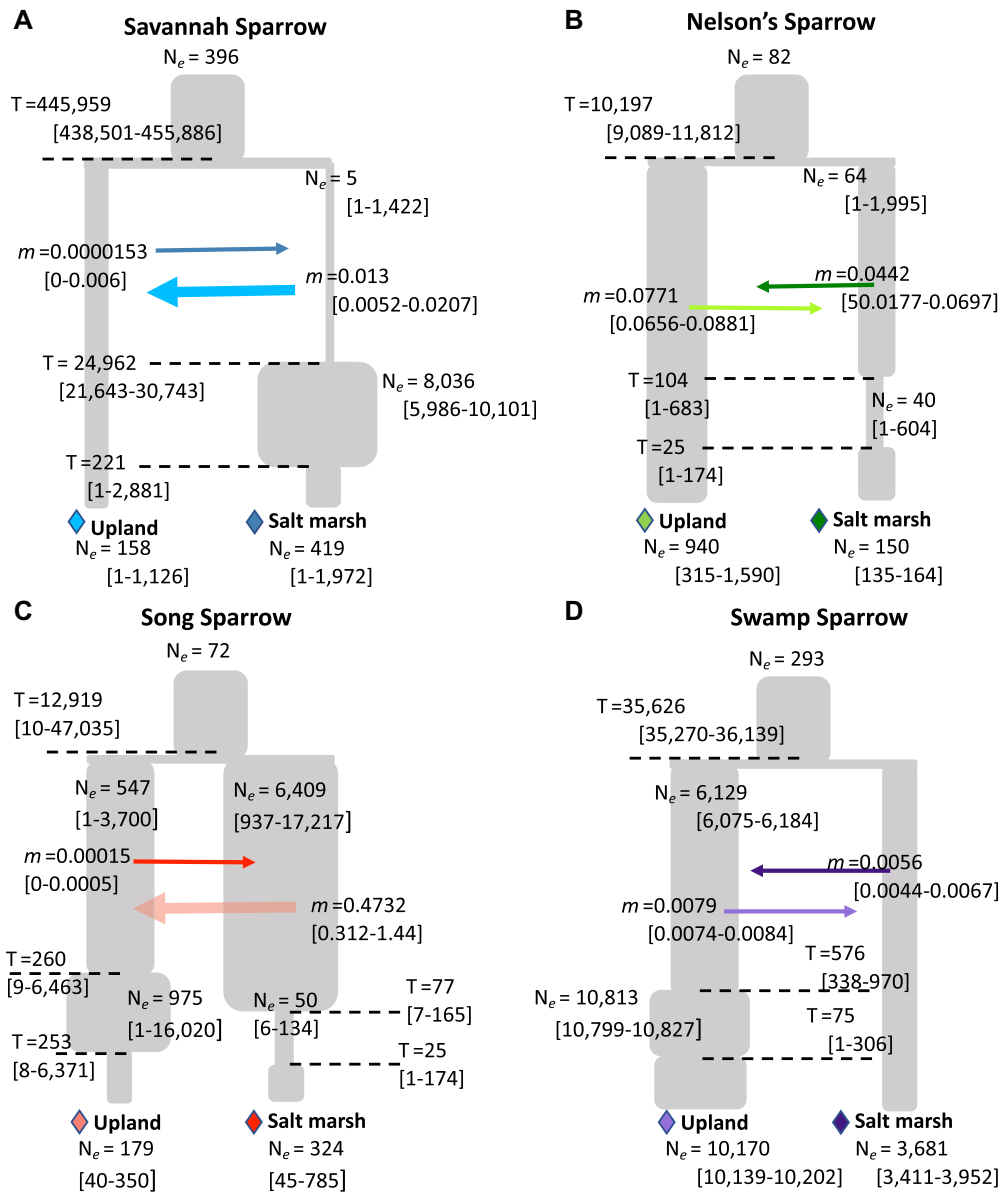 A
Savannah Sparrow
Ne = 396
T =445,959
[438,501-455,886]
Ne = 5
[1-1,422]
m =0.0000153
[0-0.006]
m =0.013
[0.0052-0.0207]
T = 24,962
[21,643-30,743]
Ne = 8,036
[5,986-10,101]
T=221
[1-2,881]
Upland
Ne = 158
[1-1,126]
Salt marsh
Ne = 419
[1-1,972]
B
Nelson’s Sparrow
Ne = 82
T =10,197
[9,089-11,812]
Ne = 64
[1-1,995]
m =0.0442
[50.0177-0.0697]
m =0.0771
[0.0656-0.0881]
T=104
[1-683]
Ne = 40
[1-604]
T=25
[1-174]
Upland
Ne = 940
[315-1,590]
Salt marsh
Ne = 150
[135-164]
C
Song Sparrow
Ne = 72
T =12,919
[10-47,035]
Ne = 547
[1-3,700]
Ne = 6,409
[937-17,217]
m =0.00015
[0-0.0005]
m =0.4732
[0.312-1.44]
T=260
[9-6,463]
Ne = 975
[1-16,020]
Ne = 50
[6-134]
T=77
[7-165]
T=253
[8-6,371]
T=25
[1-174]
Upland
Ne = 179
[40-350]
Salt marsh
Ne = 324
[45-785]
D
Swamp Sparrow
Ne = 293
T =35,626
[35,270-36,139]
Ne = 6,129
[6,075-6,184]
m =0.0056
[0.0044-0.0067]
m =0.0079
[0.0074-0.0084]
T=576
[338-970]
Ne = 10,813
[10,799-10,827]
T=75
[1-306]
Upland
Ne = 10,170
[10,139-10,202]
Salt marsh
Ne = 3,681
[3,411-3,952]